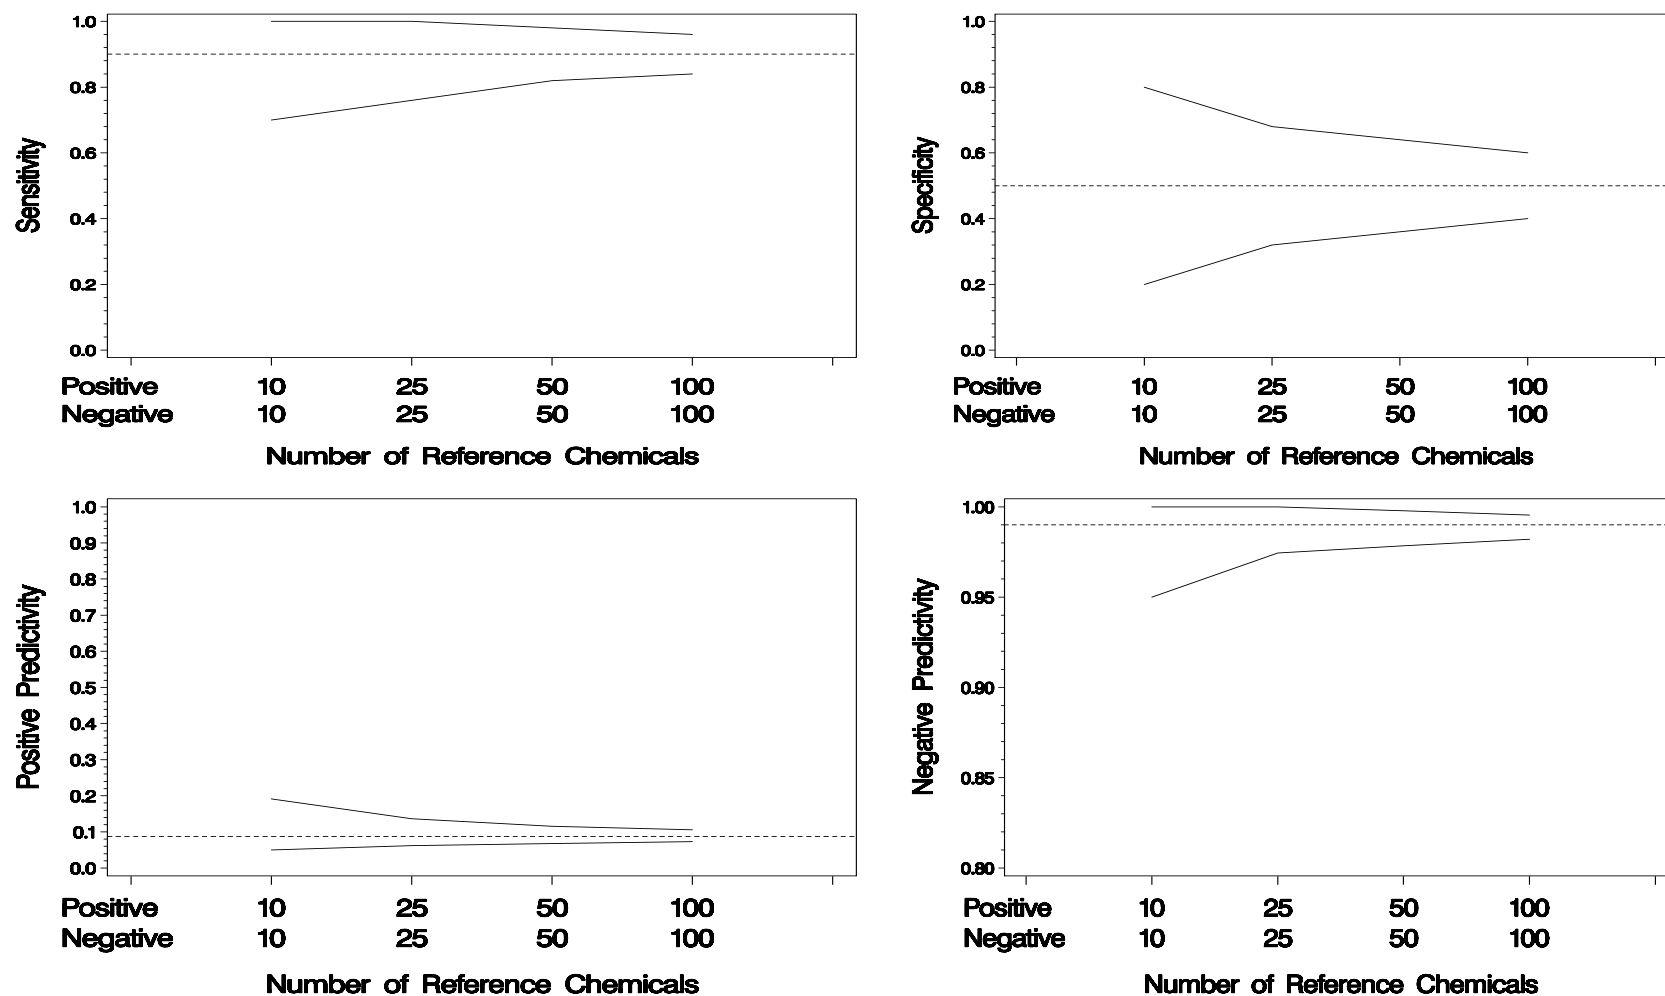 Sensitivity
1.0
0.8
0.6
0.4
0.2
0.0
Positive 10 25 50 100
Negative 10 25 50 100
Number of Reference Chemicals
Specificity
1.0
0.8
0.6
0.4
0.2
0.0
Positive 10 25 50 100
Negative 10 25 50 100
Number of Reference Chemicals
Positive Predictivity
1.0
0.9
0.8
0.7
0.6
0.5
0.4
0.3
0.2
0.1
0.0
Positive 10 25 50 100
Negative 10 25 50 100
Number of Reference Chemicals
Negative Predictivity
1.00
0.95
0.90
0.85
0.80
Positive 10 25 50 100
Negative 10 25 50 100
Number of Reference Chemicals